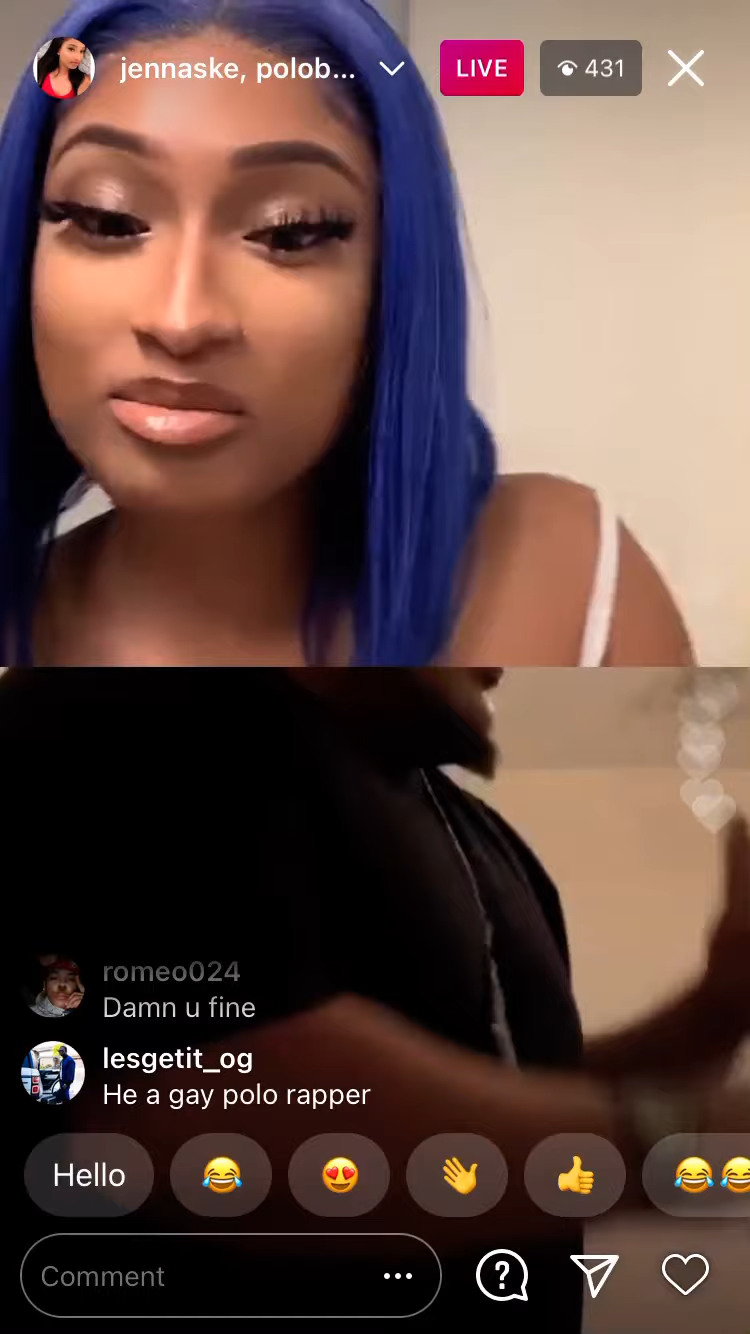 jennaske, polob...
LIVE
431
romeo024
Damn u fine
lesgetit_og
He a gay polo rapper
Hello
Comment